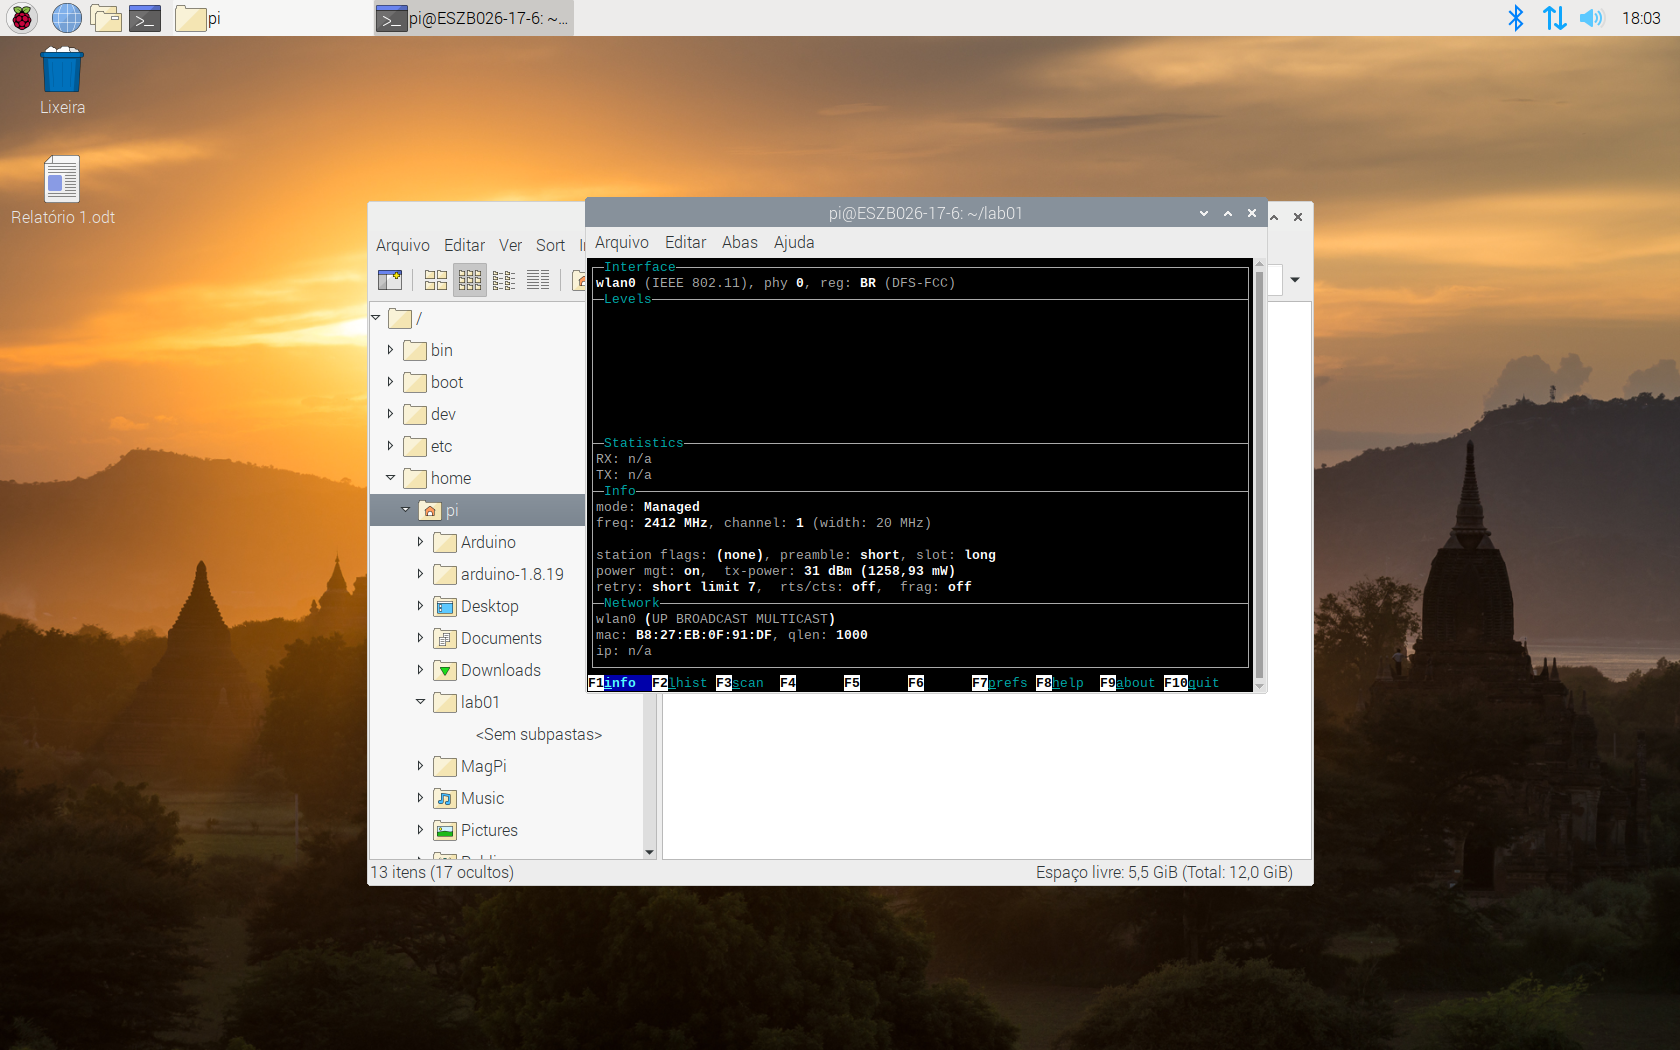 pi
pi@ESZB026-17-6: ~...
18:03
Lixeira
Relatório 1.odt
pi@ESZB026-17-6: ~/lab01
Arquivo Editar Ver Sort
Arquivo Editar Abas Ajuda
/
bin
boot
dev
etc
home
pi
Arduino
arduino-1.8.19
Desktop
Documents
Downloads
lab01
<Sem subpastas>
MagPi
Music
Pictures
13 itens (17 ocultos)
Espaço livre: 5,5 GiB (Total: 12,0 GiB)
Interface
wlan0 (IEEE 802.11), phy 0, reg: BR (DFS-FCC)
Levels
Statistics
RX: n/a
TX: n/a
Info
mode: Managed
freq: 2412 MHz, channel: 1 (width: 20 MHz)
station flags: (none), preamble: short, slot: long
power mgt: on, tx-power: 31 dBm (1258,93 mW)
retry: short limit 7, rts/cts: off, frag: off
Network
wlan0 (UP BROADCAST MULTICAST)
mac: B8:27:EB:0F:91:DF, qlen: 1000
ip: n/a
F1info F2lhist F3scan F4 F5 F6 F7prefs F8help F9about F10quit